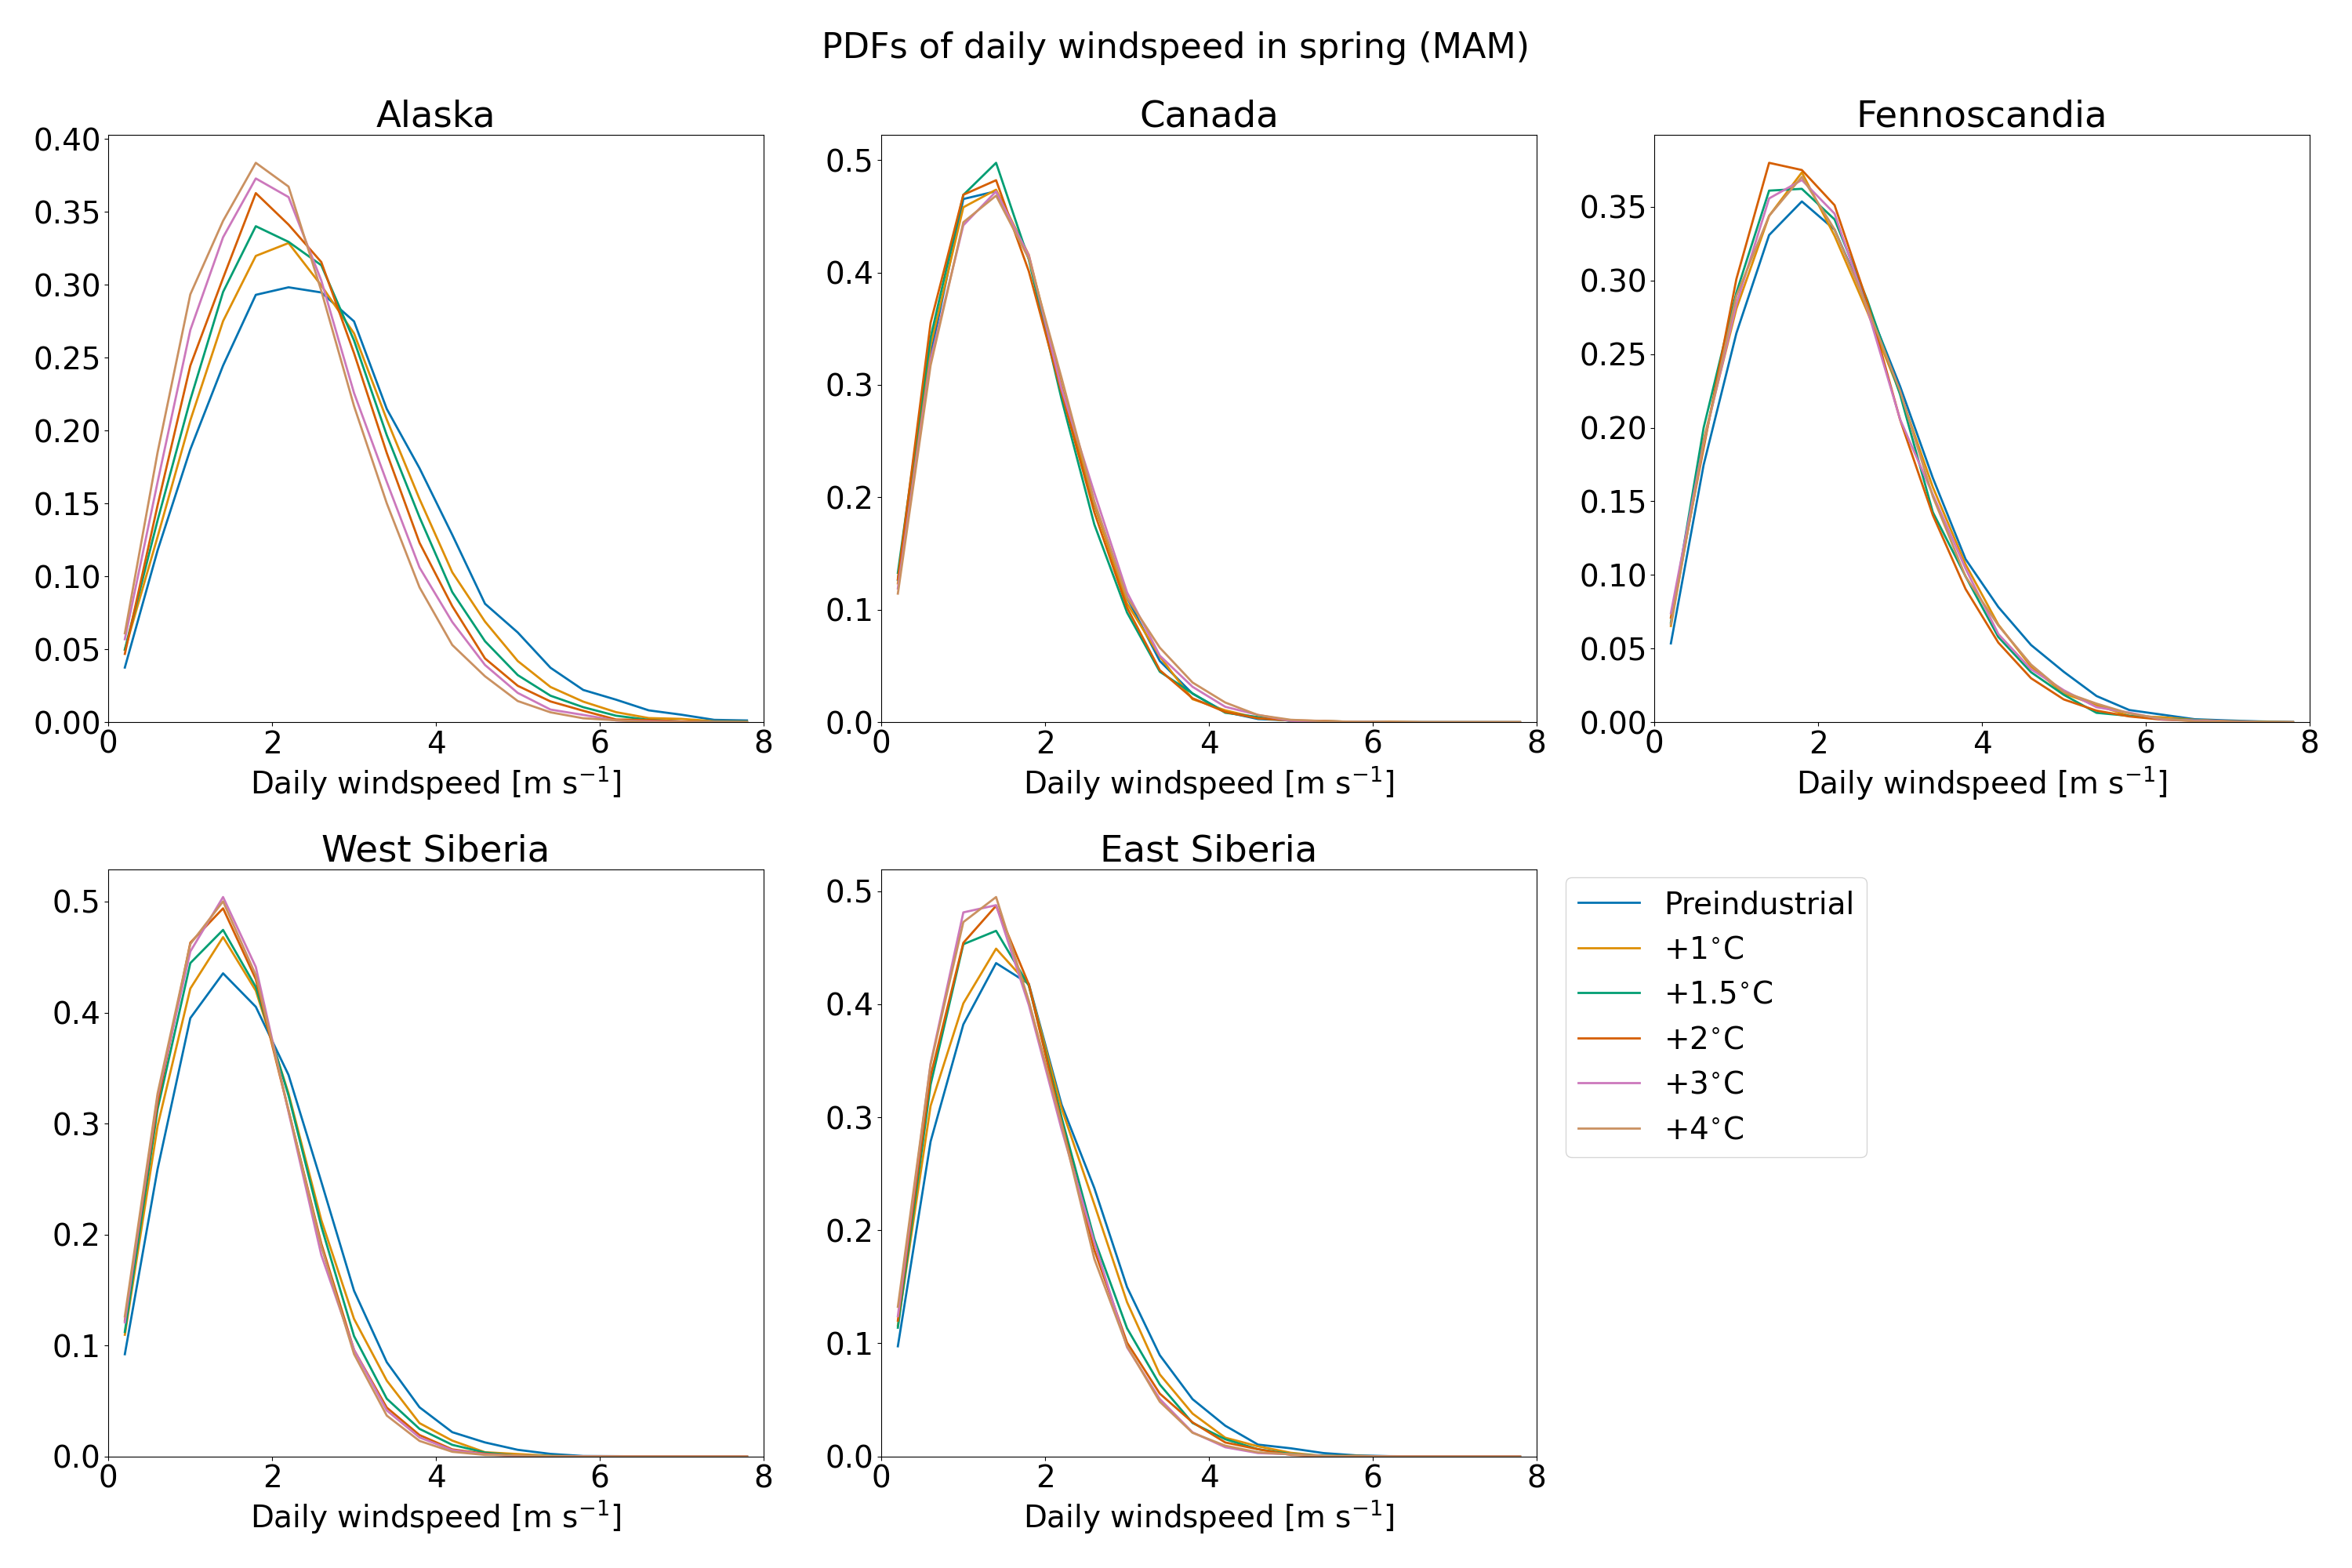 PDFs of daily windspeed in spring (MAM)
Alaska
0.40
0.35
0.30
0.25
0.20
0.15
0.10
0.05
0.00
0 2 4 6 8
Daily windspeed [m s⁻¹]
Canada
0.5
0.4
0.3
0.2
0.1
0.0
0 2 4 6 8
Daily windspeed [m s⁻¹]
Fennoscandia
0.35
0.30
0.25
0.20
0.15
0.10
0.05
0.00
0 2 4 6 8
Daily windspeed [m s⁻¹]
West Siberia
0.5
0.4
0.3
0.2
0.1
0.0
0 2 4 6 8
Daily windspeed [m s⁻¹]
East Siberia
0.5
0.4
0.3
0.2
0.1
0.0
0 2 4 6 8
Daily windspeed [m s⁻¹]
Preindustrial
+1°C
+1.5°C
+2°C
+3°C
+4°C